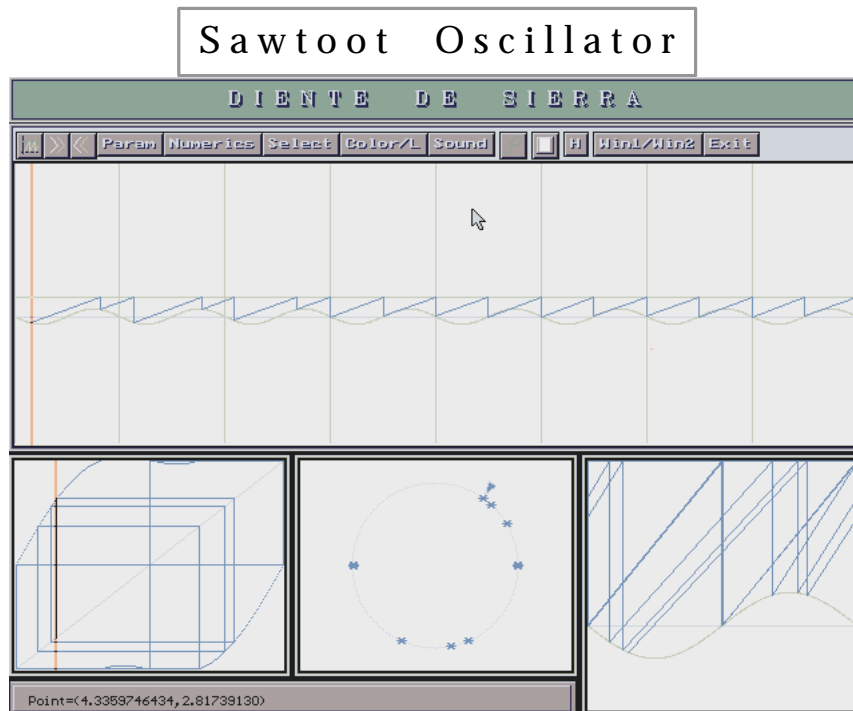 Sawtoot Oscillator
DIENTE DE SIERRA
Param Numerics Select Color/L Sound H Win1/Win2 Exit
Point=(4.3359746434,2.81739130)